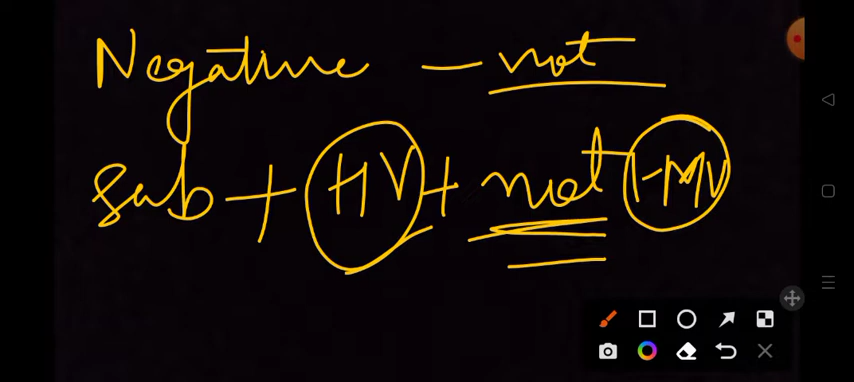 Negative - not
Sub + HV + not + MV